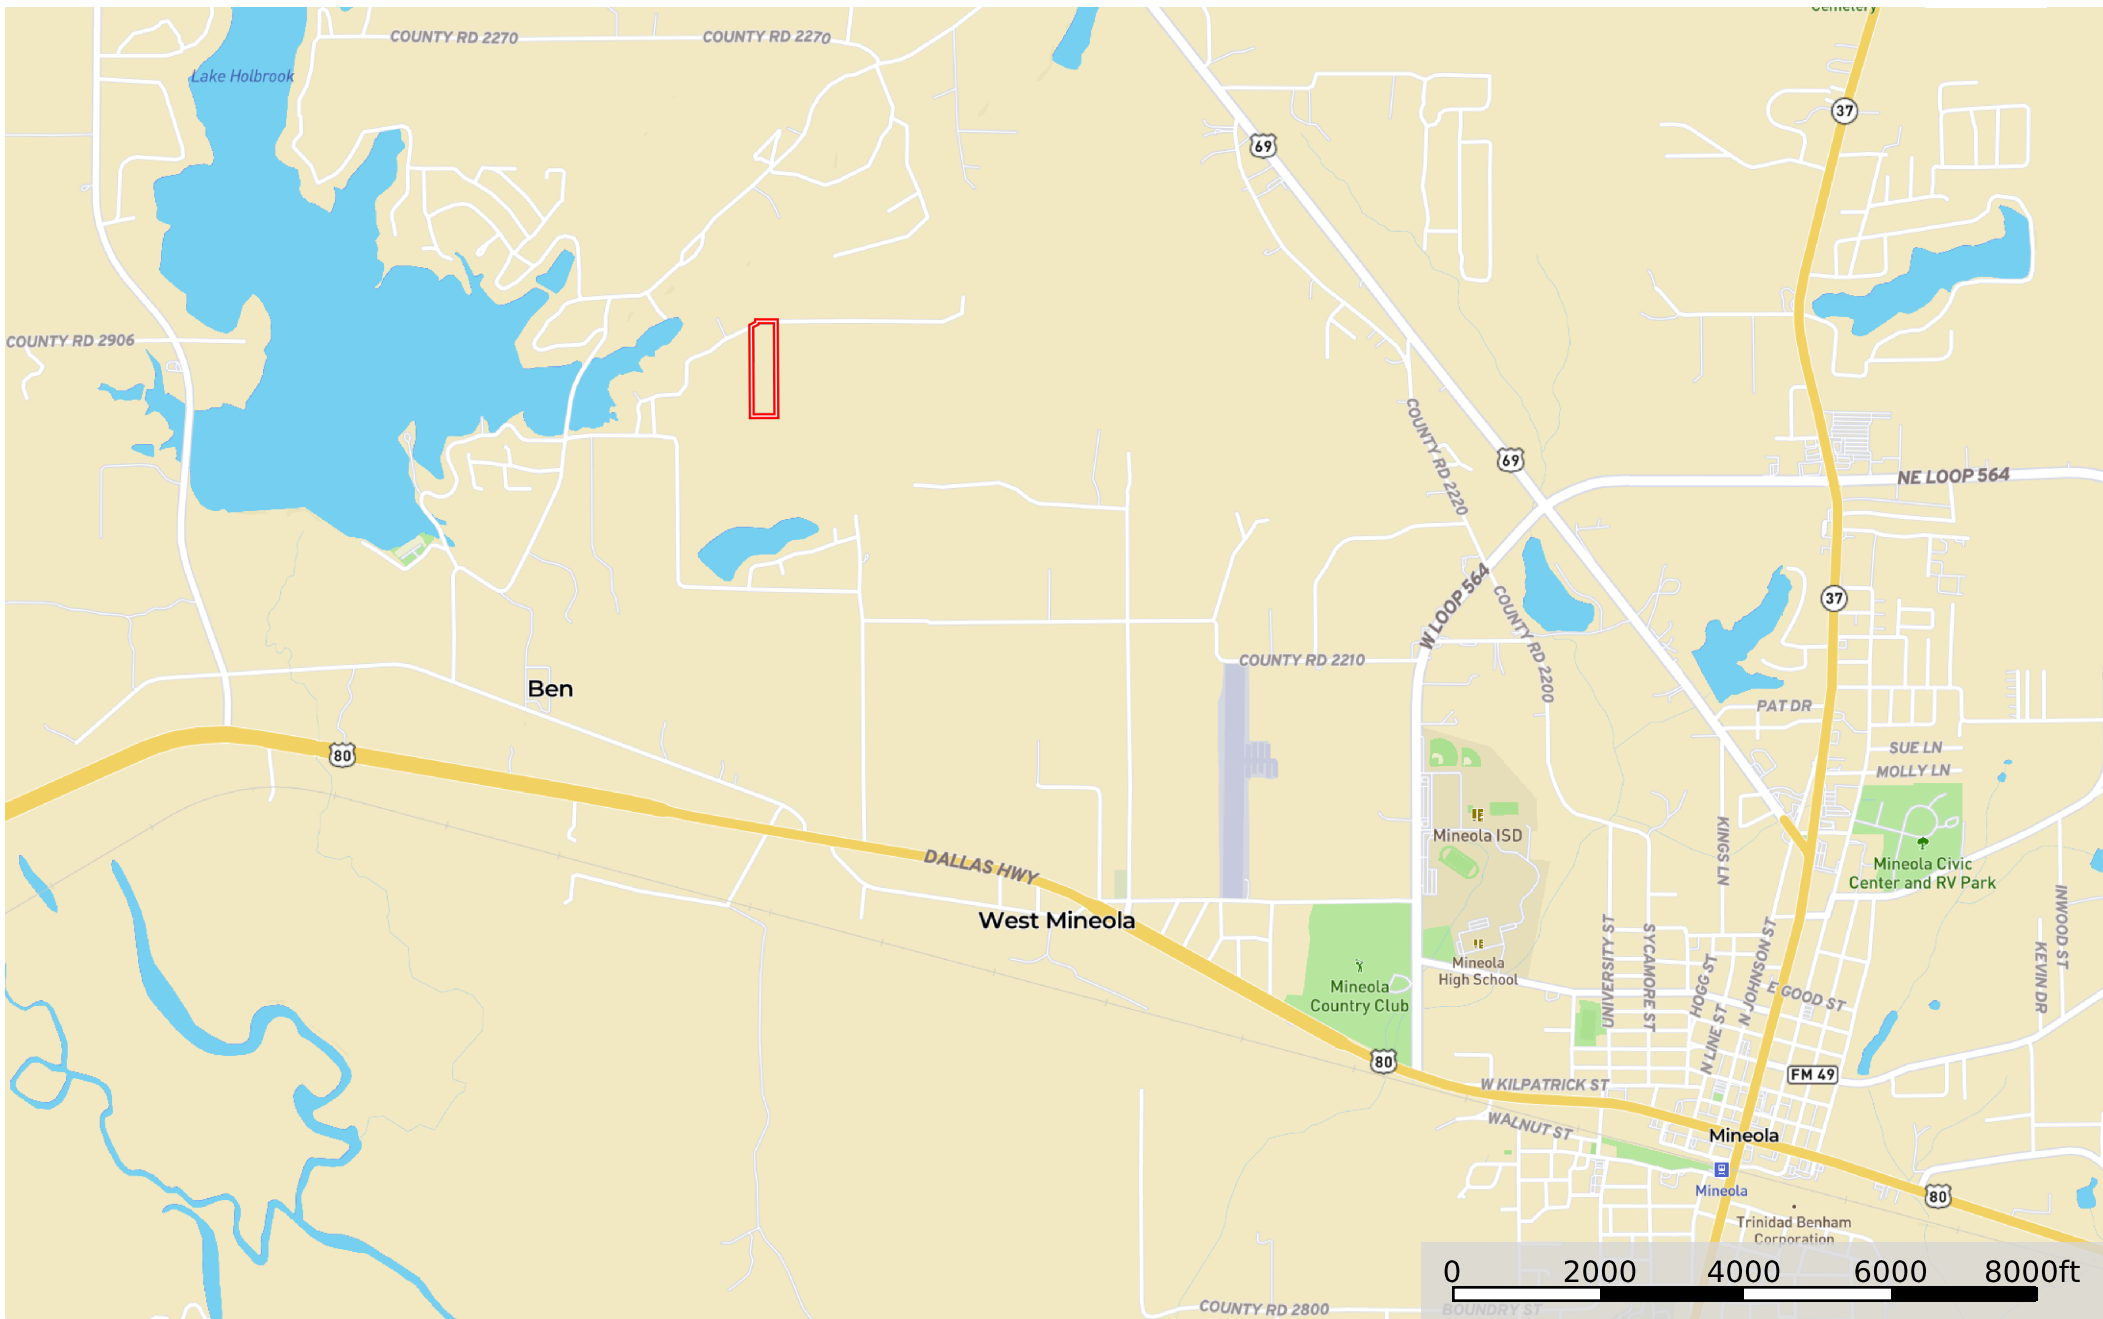 Cemetery
COUNTY RD 2270
COUNTY RD 2270
Lake Holbrook
37
69
COUNTY RD 2906
COUNTY RD 2220
69
NE LOOP 564
W LOOP 564
37
COUNTY RD 2200
COUNTY RD 2210
Ben
PAT DR
80
SUE LN
MOLLY LN
Mineola ISD
KINGS LN
DALLAS HWY
Mineola Civic
Center and RV Park
West Mineola
INWOOD ST
KEVIN DR
UNIVERSITY ST
SYCAMORE ST
HOGG ST
N JOHNSON ST
N LINE ST
E GOOD ST
Mineola
High School
Mineola
Country Club
80
FM 49
W KILPATRICK ST
WALNUT ST
Mineola
Mineola
80
Trinidad Benham
Corporation
0 2000 4000 6000 8000ft
COUNTY RD 2800
BOUNDRY ST